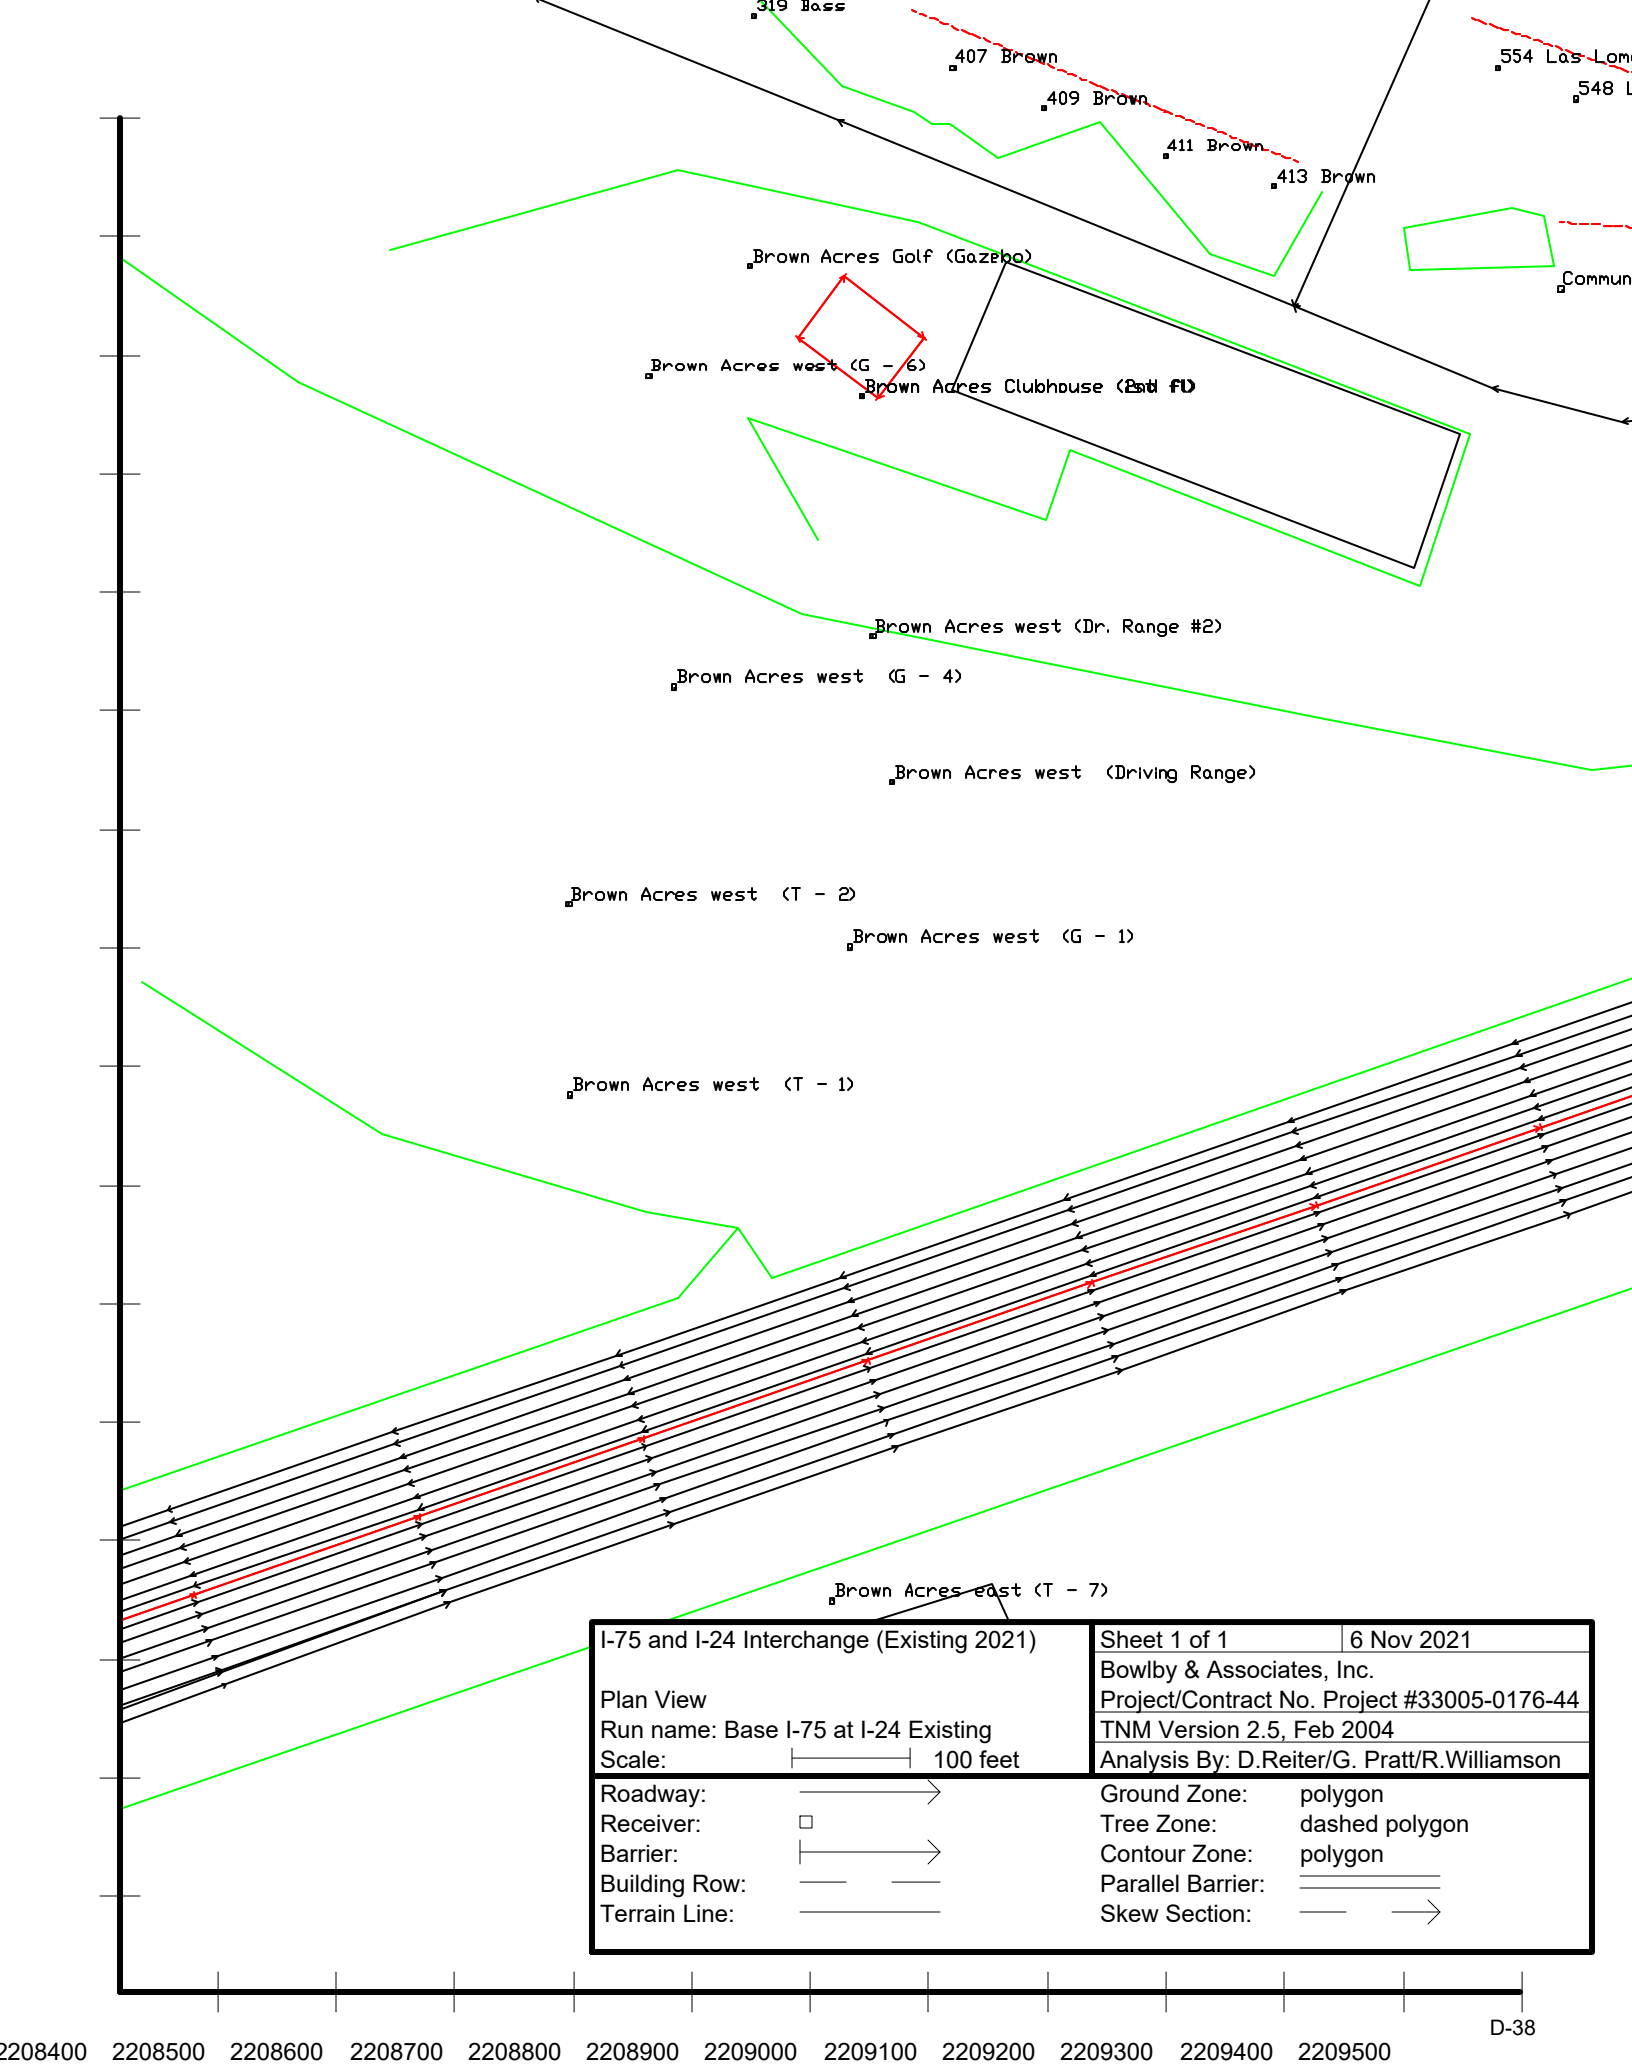 319 Bass
407 Brown
554 Las Lom
548 L
409 Brown
411 Brown
413 Brown
Brown Acres Golf (Gazebo)
Commun
Brown Acres west (G - 6)
Brown Acres Clubhouse
Brown Acres west (Dr. Range #2)
Brown Acres west (G - 4)
Brown Acres west (Driving Range)
Brown Acres west (T - 2)
Brown Acres west (G - 1)
Brown Acres west (T - 1)
Brown Acres east (T - 7)
I-75 and I-24 Interchange (Existing 2021)
Sheet 1 of 1
6 Nov 2021
Bowlby & Associates, Inc.
Plan View
Project/Contract No. Project #33005-0176-44
Run name: Base I-75 at I-24 Existing
TNM Version 2.5, Feb 2004
Scale: 100 feet
Analysis By: D.Reiter/G. Pratt/R.Williamson
Roadway:
Ground Zone: polygon
Receiver:
Tree Zone: dashed polygon
Barrier:
Contour Zone: polygon
Building Row:
Parallel Barrier:
Terrain Line:
Skew Section:
D-38
2208400 2208500 2208600 2208700 2208800 2208900 2209000 2209100 2209200 2209300 2209400 2209500